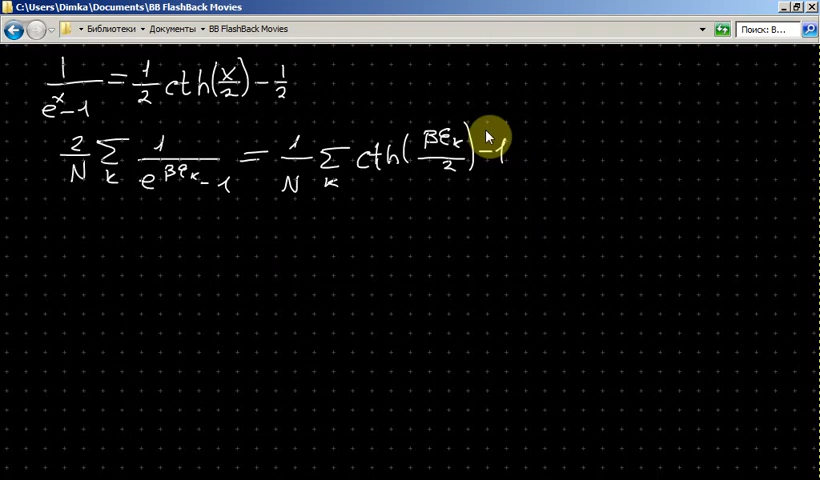 C:\Users\Dimka\Documents\BB FlashBack Movies
Библиотеки ▸ Документы ▸ BB FlashBack Movies
Поиск: B...
1/(e^x - 1) = 1/2 cth(x/2) - 1/2
2/N Σ_k 1/(e^{βε_k} - 1) = 1/N Σ_k cth(βε_k/2) - 1